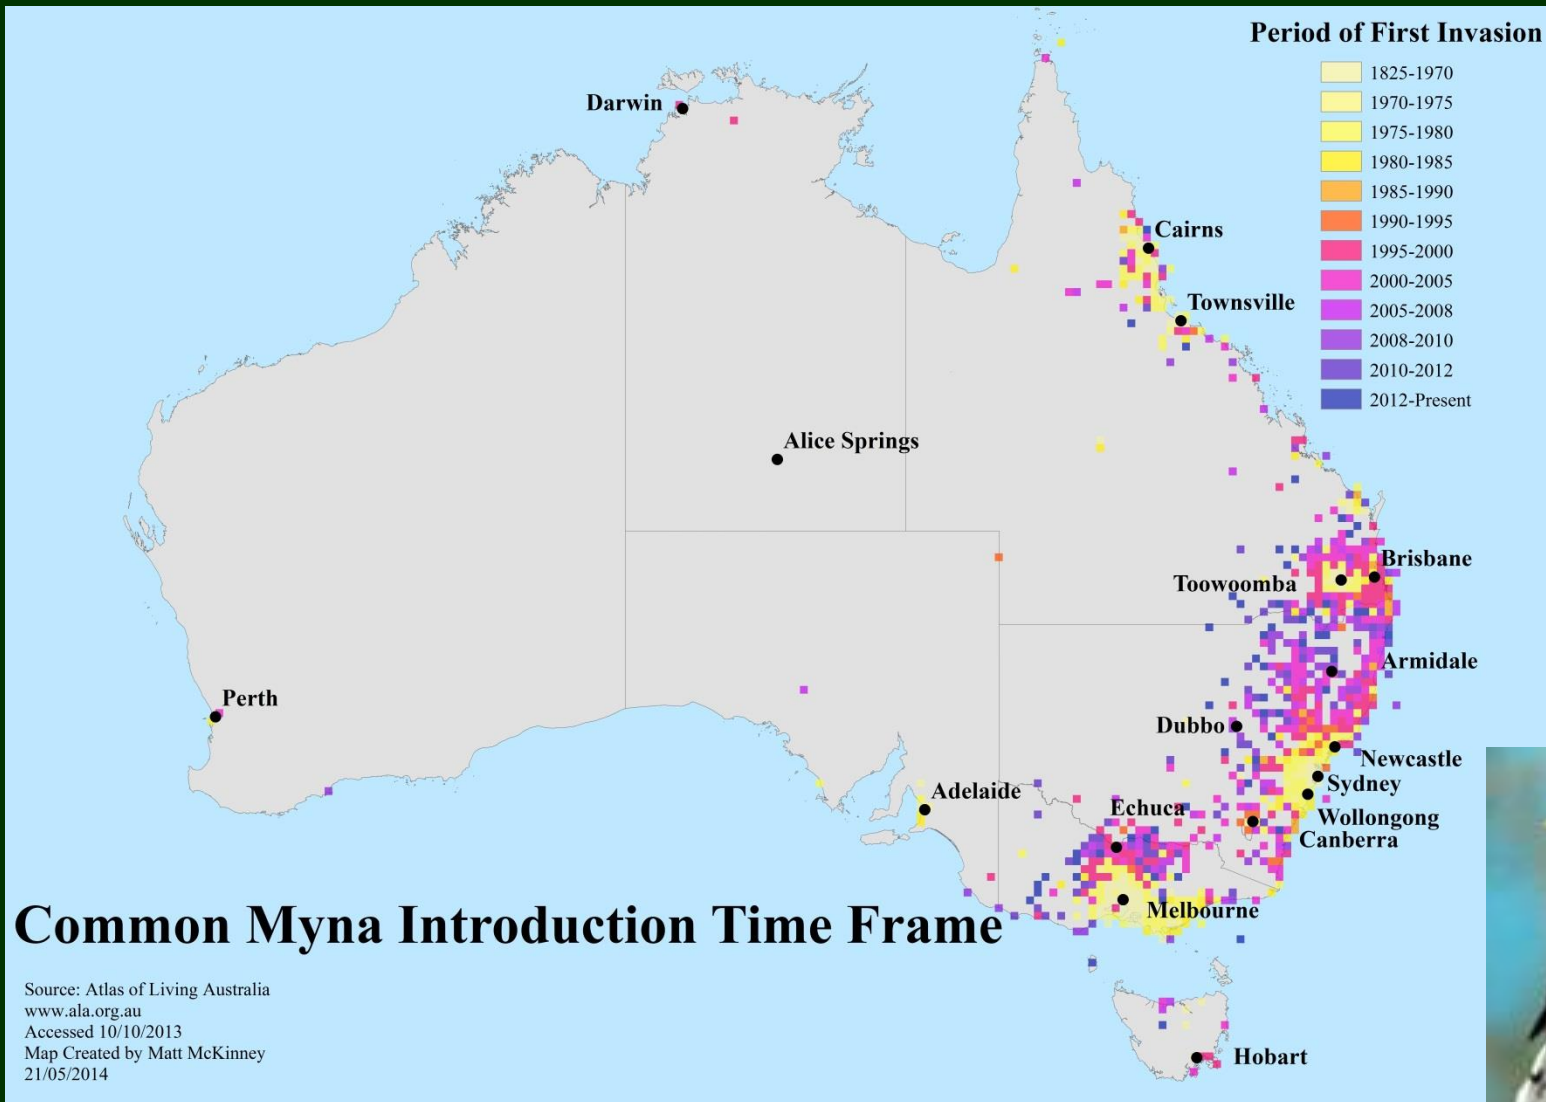 Period of First Invasion
1825-1970
1970-1975
1975-1980
1980-1985
1985-1990
1990-1995
1995-2000
2000-2005
2005-2008
2008-2010
2010-2012
2012-Present
Darwin
Cairns
Townsville
Alice Springs
Brisbane
Toowoomba
Armidale
Perth
Dubbo
Newcastle
Sydney
Adelaide
Echuca
Wollongong
Canberra
Melbourne
Common Myna Introduction Time Frame
Source: Atlas of Living Australia
www.ala.org.au
Accessed 10/10/2013
Map Created by Matt McKinney
21/05/2014
Hobart